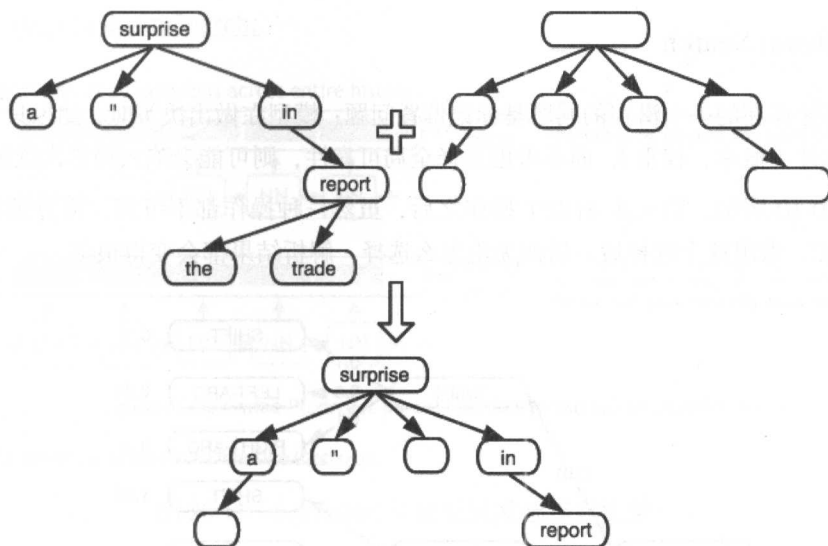 surprise
a " in
report
the trade
surprise
a " in
report